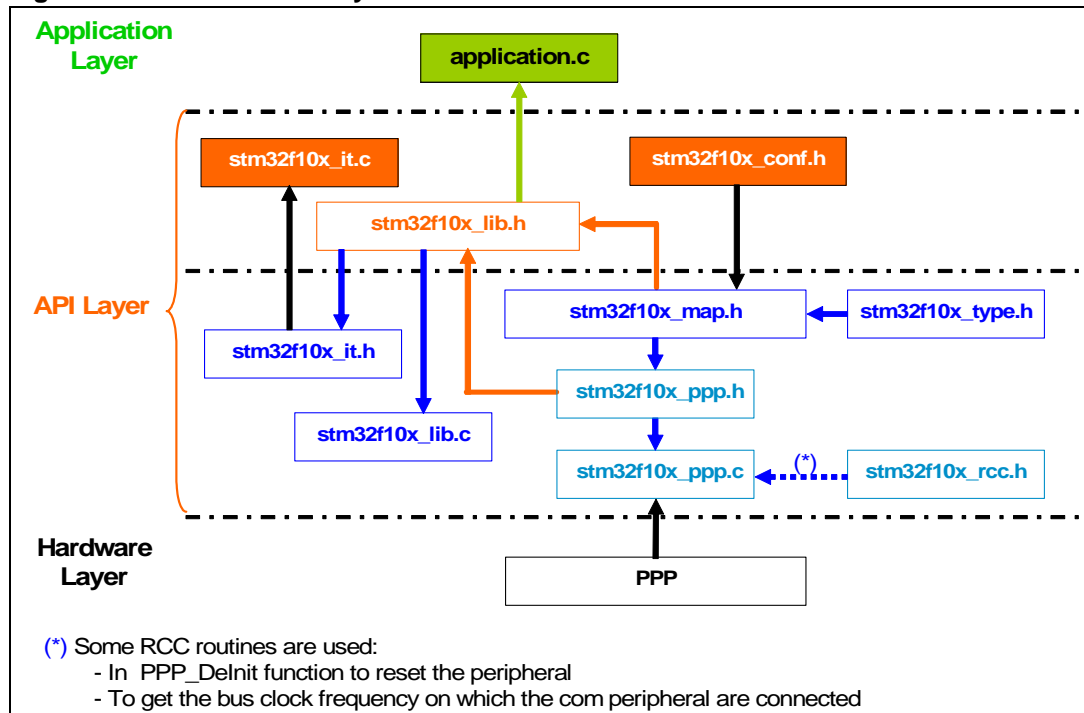 Application
Layer
application.c
stm32f10x_it.c
stm32f10x_conf.h
stm32f10x_lib.h
API Layer
stm32f10x_map.h
stm32f10x_type.h
stm32f10x_it.h
stm32f10x_ppp.h
stm32f10x_lib.c
stm32f10x_ppp.c
(*)
stm32f10x_rcc.h
Hardware
Layer
PPP
(*) Some RCC routines are used:
- In PPP_DeInit function to reset the peripheral
- To get the bus clock frequency on which the com peripheral are connected